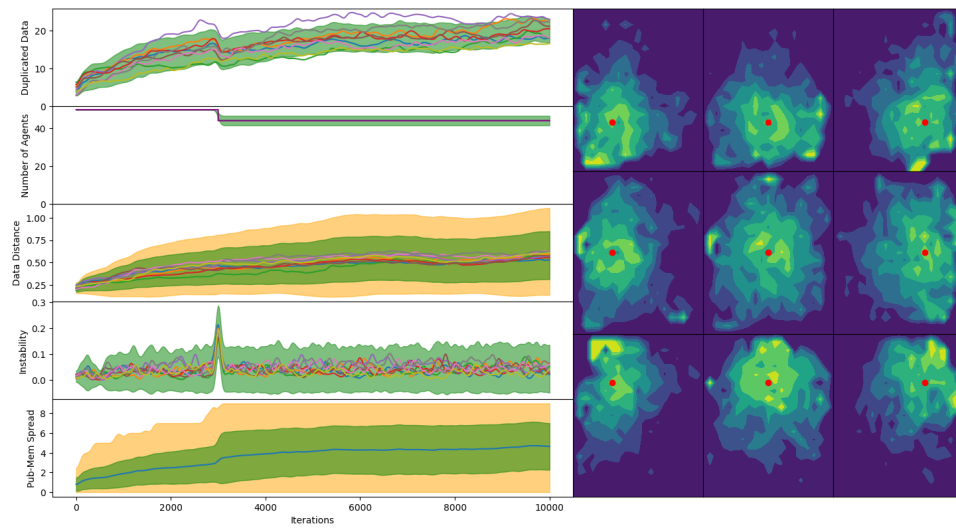 Duplicated Data
20
10
0
Number of Agents
40
20
0
Data Distance
1.00
0.75
0.50
0.25
Instability
0.3
0.2
0.1
0.0
Pub-Mem Spread
8
6
4
2
0
0 2000 4000 6000 8000 10000
Iterations